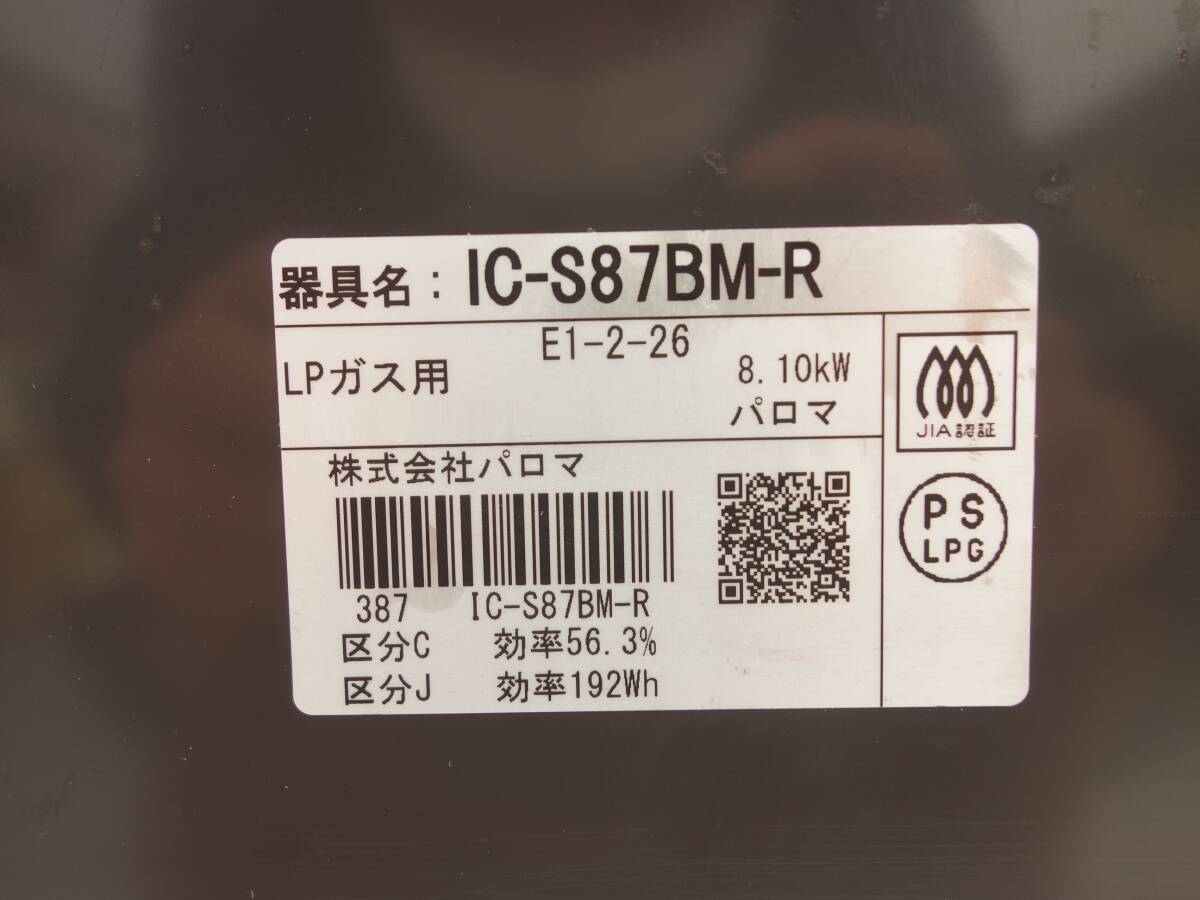 器具名：IC-S87BM-R
E1-2-26
LPガス用
8.10kW
パロマ
JIA認証
PS
LPG
株式会社パロマ
387 IC-S87BM-R
区分C 効率56.3%
区分J 効率192Wh